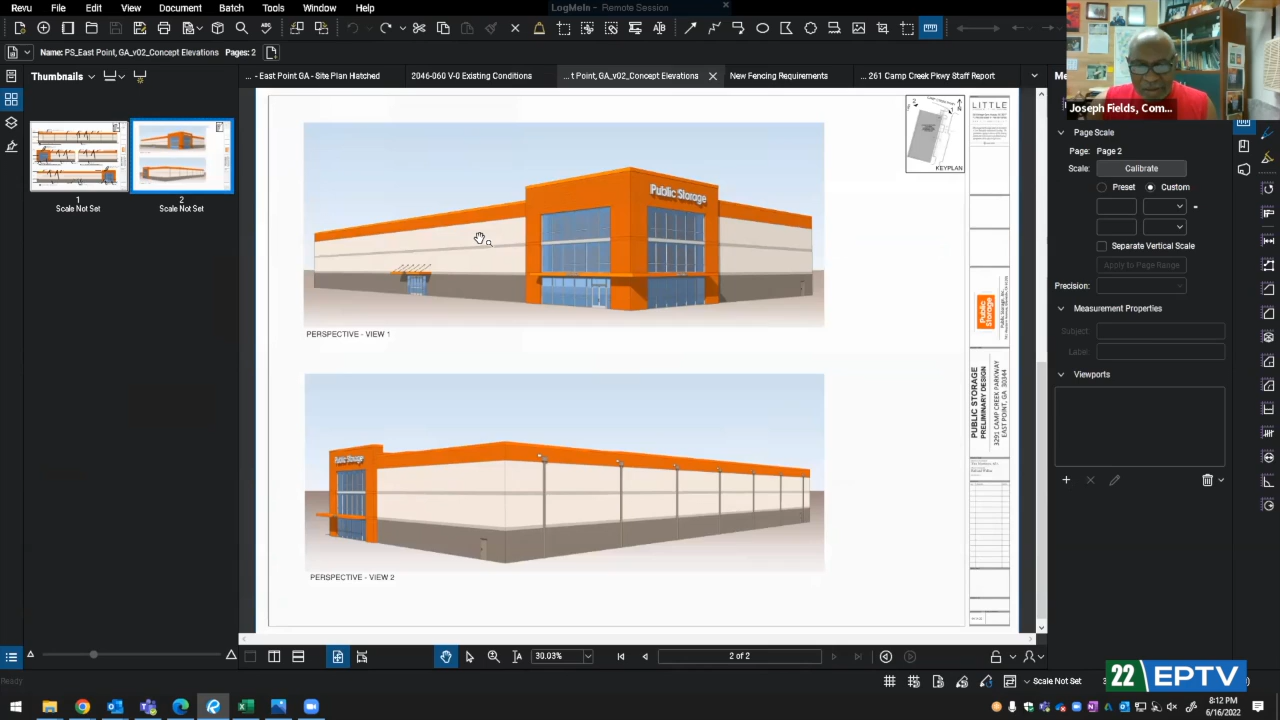 Revu File Edit View Document Batch Tools Window Help
LogMeIn - Remote Session
Name: PS_East Point, GA_v02_Concept Elevations Pages: 2
Thumbnails
... - East Point GA - Site Plan Historic
...046-060 V-0 Existing Conditions
...t Point, GA_v02_Concept Elevations
New Fencing Requirements
... 261 Camp Creek Pkwy Staff Report
Joseph Fields, Com...
1
Scale Not Set
2
Scale Not Set
LITTLE
KEYPLAN
Public Storage
PERSPECTIVE - VIEW 1
Public Storage
PERSPECTIVE - VIEW 2
Public Storage
PUBLIC STORAGE
PRELIMINARY DESIGN
3291 CAMP CREEK PARKWAY
EAST POINT, GA 30344
Page Scale
Page: Page 2
Scale: Calibrate
Preset Custom
Separate Vertical Scale
Apply to Page Range
Precision:
Measurement Properties
Subject:
Label:
Viewports
30.03%
2 of 2
Ready
Scale Not Set
22 EPTV
8:12 PM
6/16/2022